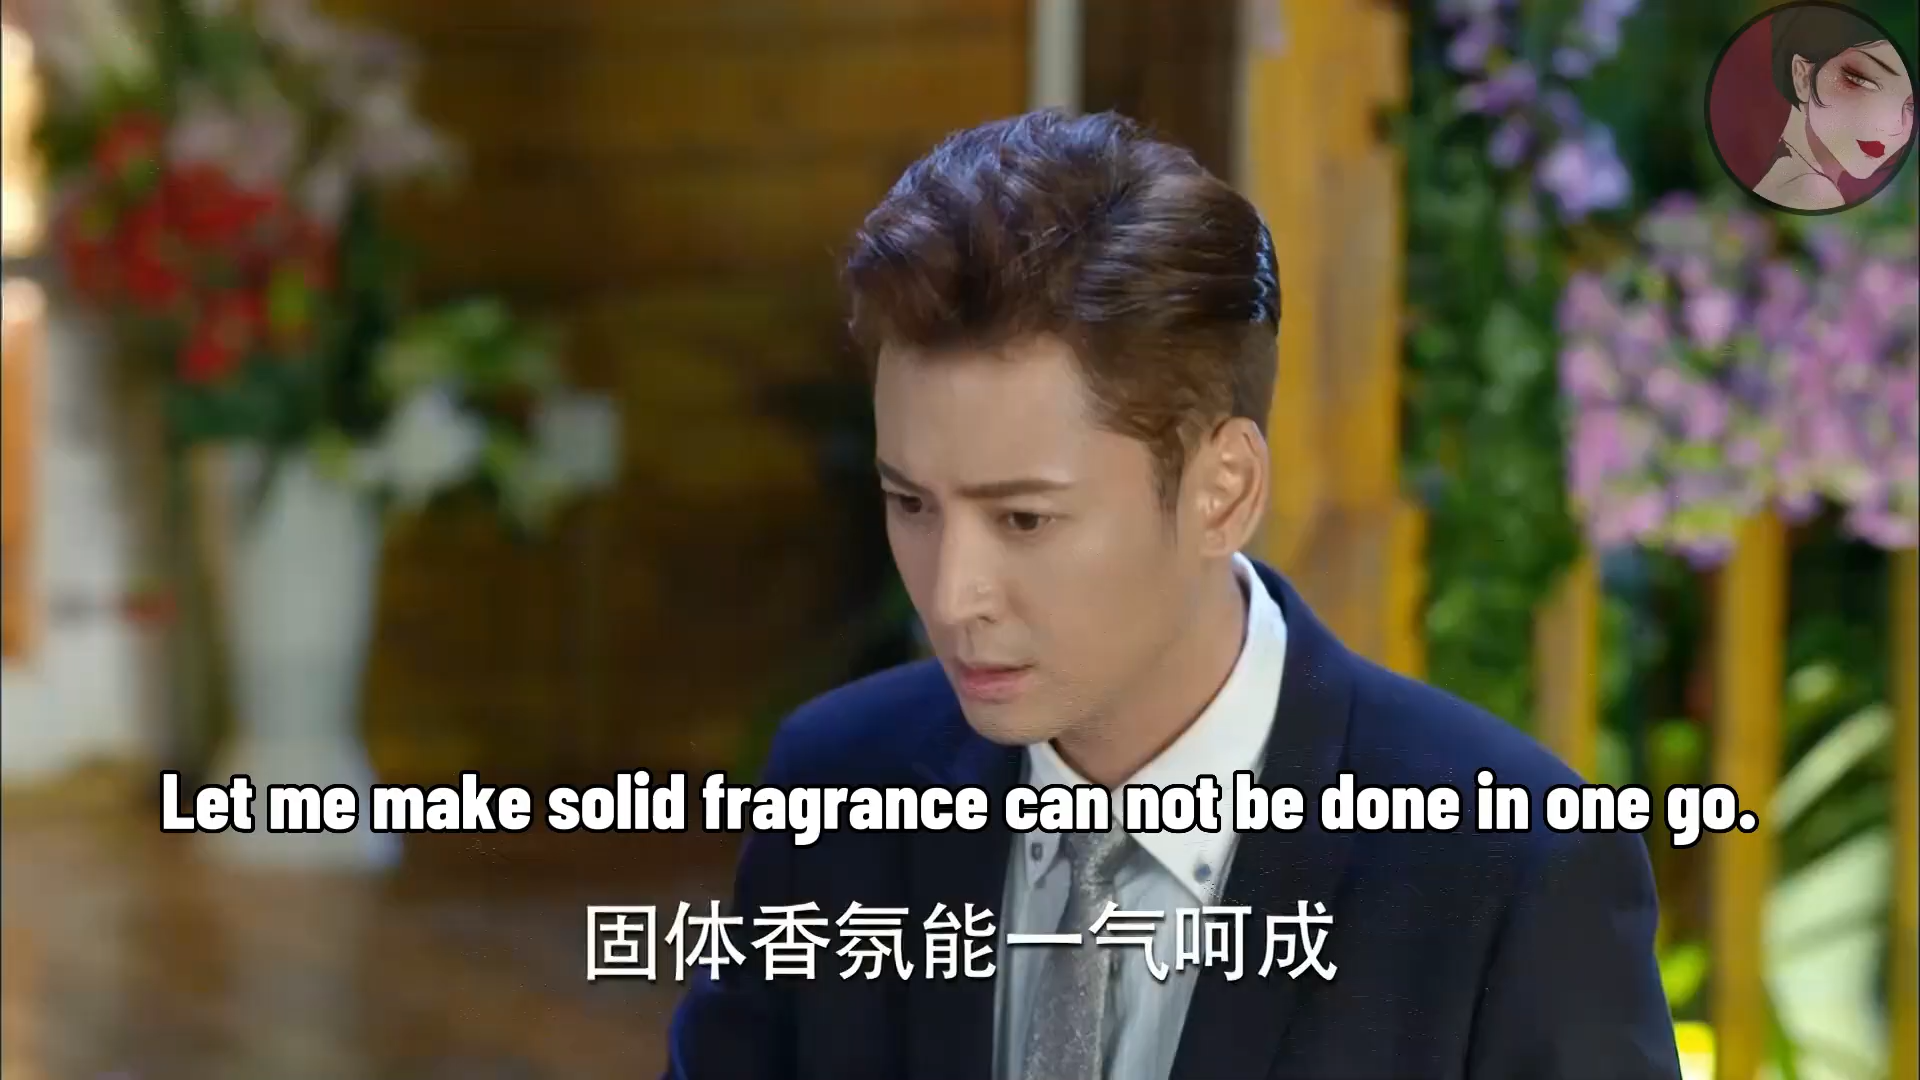 Let me make solid fragrance can not be done in one go.
固体香氛能一气呵成